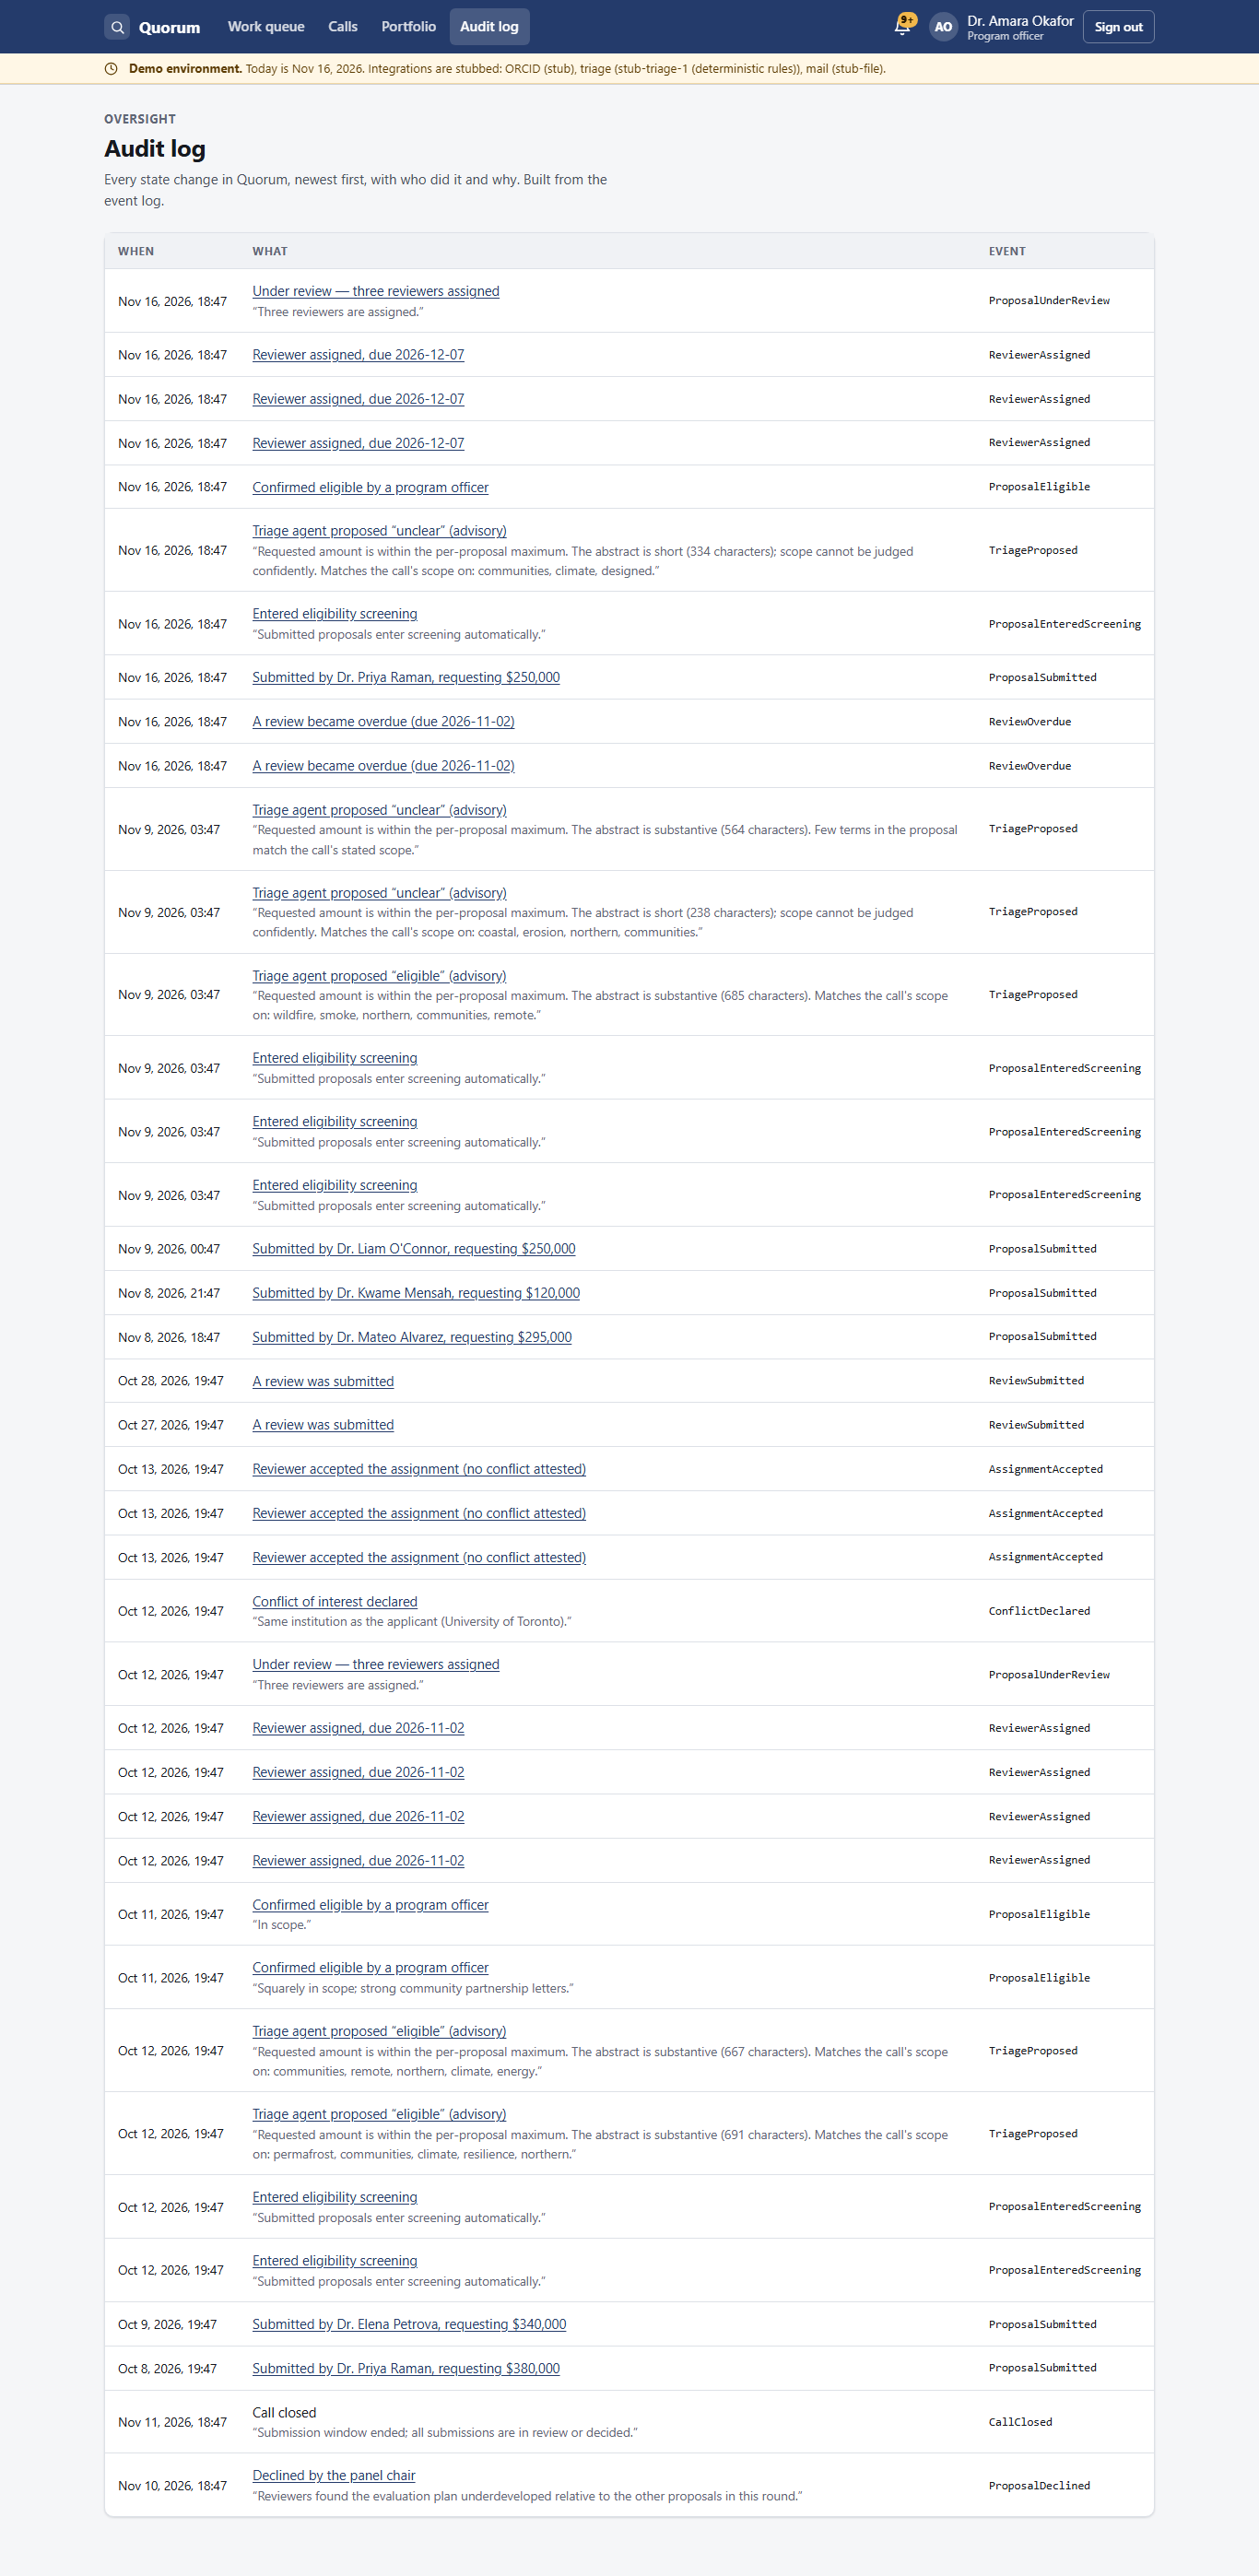 Quorum
Work queue
Calls
Portfolio
Audit log
9+
AO
Dr. Amara Okafor
Program officer
Sign out
Demo environment. Today is Nov 16, 2026. Integrations are stubbed: ORCID (stub), triage (stub-triage-1 (deterministic rules)), mail (stub-file).
OVERSIGHT
Audit log
Every state change in Quorum, newest first, with who did it and why. Built from the
event log.
WHEN WHAT EVENT
Nov 16, 2026, 18:47 Under review — three reviewers assigned ProposalUnderReview
“Three reviewers are assigned.”
Nov 16, 2026, 18:47 Reviewer assigned, due 2026-12-07 ReviewerAssigned
Nov 16, 2026, 18:47 Reviewer assigned, due 2026-12-07 ReviewerAssigned
Nov 16, 2026, 18:47 Reviewer assigned, due 2026-12-07 ReviewerAssigned
Nov 16, 2026, 18:47 Confirmed eligible by a program officer ProposalEligible
Nov 16, 2026, 18:47 Triage agent proposed “unclear” (advisory) TriageProposed
“Requested amount is within the per-proposal maximum. The abstract is short (334 characters); scope cannot be judged
confidently. Matches the call's scope on: communities, climate, designed.”
Nov 16, 2026, 18:47 Entered eligibility screening ProposalEnteredScreening
“Submitted proposals enter screening automatically.”
Nov 16, 2026, 18:47 Submitted by Dr. Priya Raman, requesting $250,000 ProposalSubmitted
Nov 16, 2026, 18:47 A review became overdue (due 2026-11-02) ReviewOverdue
Nov 16, 2026, 18:47 A review became overdue (due 2026-11-02) ReviewOverdue
Nov 9, 2026, 03:47 Triage agent proposed “unclear” (advisory) TriageProposed
“Requested amount is within the per-proposal maximum. The abstract is substantive (564 characters). Few terms in the proposal
match the call's stated scope.”
Nov 9, 2026, 03:47 Triage agent proposed “unclear” (advisory) TriageProposed
“Requested amount is within the per-proposal maximum. The abstract is short (238 characters); scope cannot be judged
confidently. Matches the call's scope on: coastal, erosion, northern, communities.”
Nov 9, 2026, 03:47 Triage agent proposed “eligible” (advisory) TriageProposed
“Requested amount is within the per-proposal maximum. The abstract is substantive (685 characters). Matches the call's scope
on: wildfire, smoke, northern, communities, remote.”
Nov 9, 2026, 03:47 Entered eligibility screening ProposalEnteredScreening
“Submitted proposals enter screening automatically.”
Nov 9, 2026, 03:47 Entered eligibility screening ProposalEnteredScreening
“Submitted proposals enter screening automatically.”
Nov 9, 2026, 03:47 Entered eligibility screening ProposalEnteredScreening
“Submitted proposals enter screening automatically.”
Nov 9, 2026, 00:47 Submitted by Dr. Liam O'Connor, requesting $250,000 ProposalSubmitted
Nov 8, 2026, 21:47 Submitted by Dr. Kwame Mensah, requesting $120,000 ProposalSubmitted
Nov 8, 2026, 18:47 Submitted by Dr. Mateo Alvarez, requesting $295,000 ProposalSubmitted
Oct 28, 2026, 19:47 A review was submitted ReviewSubmitted
Oct 27, 2026, 19:47 A review was submitted ReviewSubmitted
Oct 13, 2026, 19:47 Reviewer accepted the assignment (no conflict attested) AssignmentAccepted
Oct 13, 2026, 19:47 Reviewer accepted the assignment (no conflict attested) AssignmentAccepted
Oct 13, 2026, 19:47 Reviewer accepted the assignment (no conflict attested) AssignmentAccepted
Oct 12, 2026, 19:47 Conflict of interest declared ConflictDeclared
“Same institution as the applicant (University of Toronto).”
Oct 12, 2026, 19:47 Under review — three reviewers assigned ProposalUnderReview
“Three reviewers are assigned.”
Oct 12, 2026, 19:47 Reviewer assigned, due 2026-11-02 ReviewerAssigned
Oct 12, 2026, 19:47 Reviewer assigned, due 2026-11-02 ReviewerAssigned
Oct 12, 2026, 19:47 Reviewer assigned, due 2026-11-02 ReviewerAssigned
Oct 12, 2026, 19:47 Reviewer assigned, due 2026-11-02 ReviewerAssigned
Oct 11, 2026, 19:47 Confirmed eligible by a program officer ProposalEligible
“In scope.”
Oct 11, 2026, 19:47 Confirmed eligible by a program officer ProposalEligible
“Squarely in scope; strong community partnership letters.”
Oct 12, 2026, 19:47 Triage agent proposed “eligible” (advisory) TriageProposed
“Requested amount is within the per-proposal maximum. The abstract is substantive (667 characters). Matches the call's scope
on: communities, remote, northern, climate, energy.”
Oct 12, 2026, 19:47 Triage agent proposed “eligible” (advisory) TriageProposed
“Requested amount is within the per-proposal maximum. The abstract is substantive (691 characters). Matches the call's scope
on: permafrost, communities, climate, resilience, northern.”
Oct 12, 2026, 19:47 Entered eligibility screening ProposalEnteredScreening
“Submitted proposals enter screening automatically.”
Oct 12, 2026, 19:47 Entered eligibility screening ProposalEnteredScreening
“Submitted proposals enter screening automatically.”
Oct 9, 2026, 19:47 Submitted by Dr. Elena Petrova, requesting $340,000 ProposalSubmitted
Oct 8, 2026, 19:47 Submitted by Dr. Priya Raman, requesting $380,000 ProposalSubmitted
Nov 11, 2026, 18:47 Call closed CallClosed
“Submission window ended; all submissions are in review or decided.”
Nov 10, 2026, 18:47 Declined by the panel chair ProposalDeclined
“Reviewers found the evaluation plan underdeveloped relative to the other proposals in this round.”